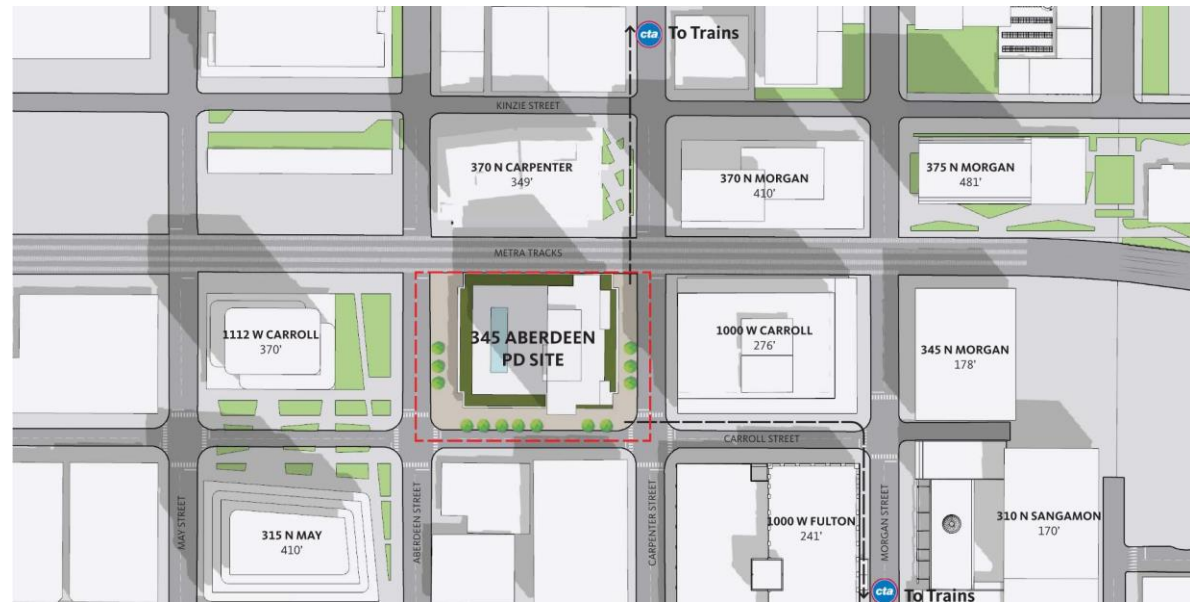 cta To Trains
KINZIE STREET
370 N CARPENTER
349'
370 N MORGAN
410'
375 N MORGAN
481'
METRA TRACKS
1112 W CARROLL
370'
345 ABERDEEN
PD SITE
1000 W CARROLL
276'
345 N MORGAN
178'
CARROLL STREET
MAY STREET
315 N MAY
410'
ABERDEEN STREET
CARPENTER STREET
1000 W FULTON
241'
MORGAN STREET
310 N SANGAMON
170'
cta To Trains